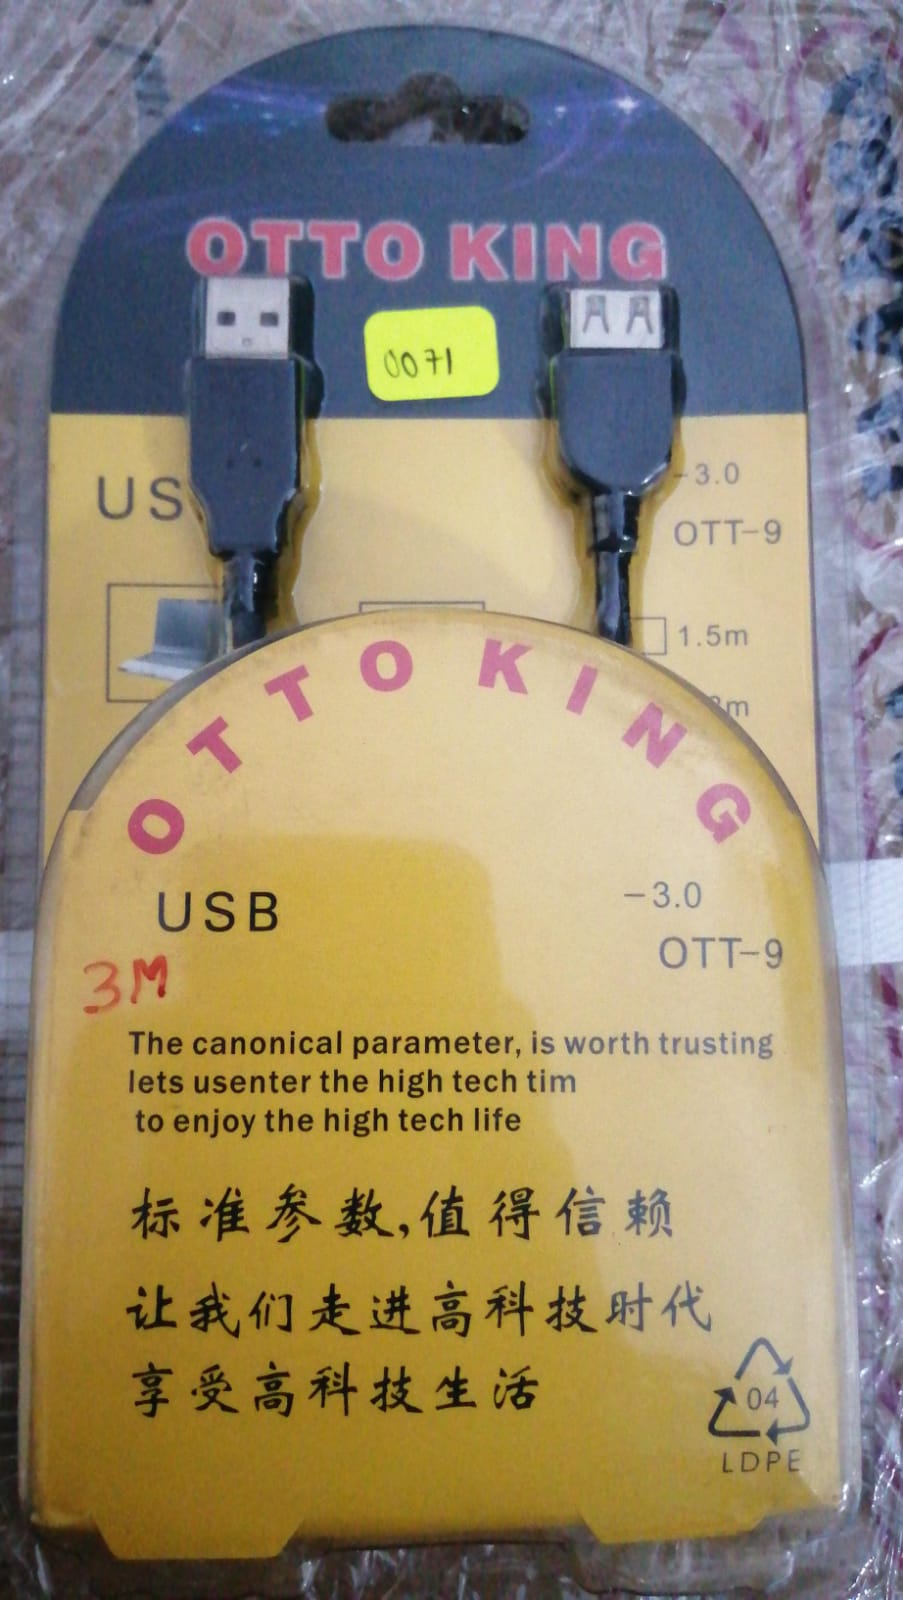 OTTO KING
0071
-3.0
OTT-9
1.5m
OTTO KING
USB
-3.0
OTT-9
3M
The canonical parameter, is worth trusting
lets usenter the high tech tim
to enjoy the high tech life
标准参数,值得信赖
让我们走进高科技时代
享受高科技生活
04
LDPE